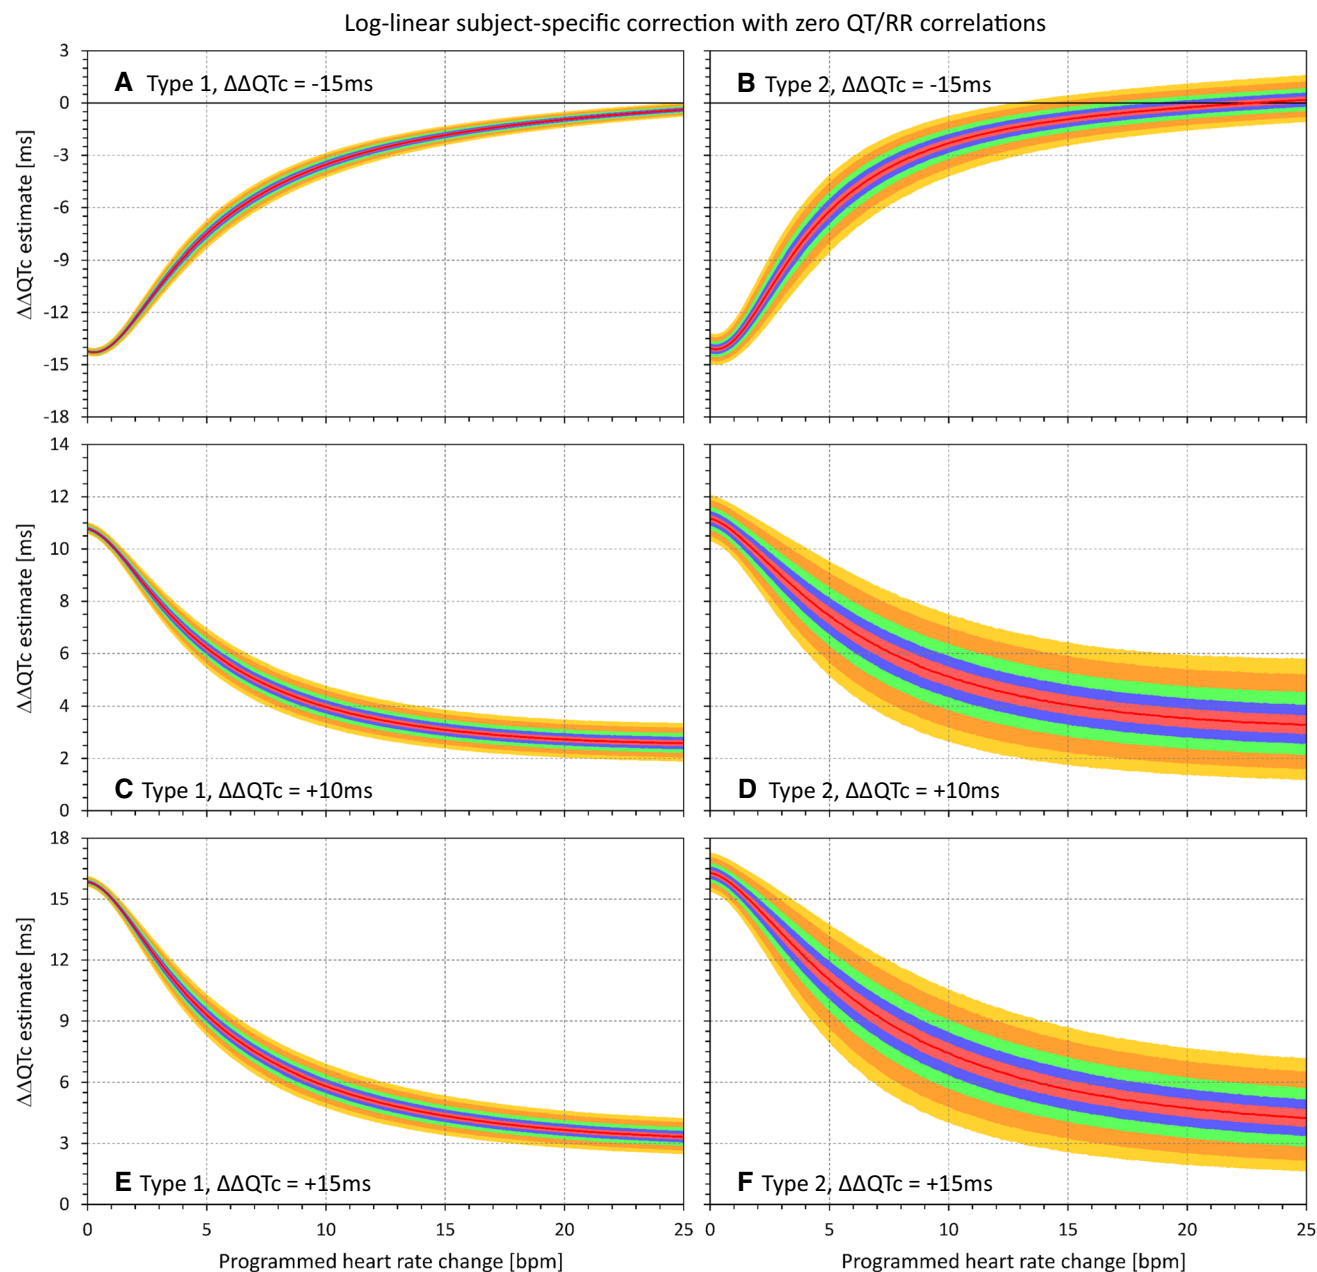 Log-linear subject-specific correction with zero QT/RR correlations
A Type 1, ΔΔQTc = -15ms
B Type 2, ΔΔQTc = -15ms
ΔΔQTc estimate [ms]
3
0
-3
-6
-9
-12
-15
-18
C Type 1, ΔΔQTc = +10ms
D Type 2, ΔΔQTc = +10ms
ΔΔQTc estimate [ms]
14
12
10
8
6
4
2
0
E Type 1, ΔΔQTc = +15ms
F Type 2, ΔΔQTc = +15ms
ΔΔQTc estimate [ms]
18
15
12
9
6
3
0
0 5 10 15 20 25
0 5 10 15 20 25
Programmed heart rate change [bpm]
Programmed heart rate change [bpm]